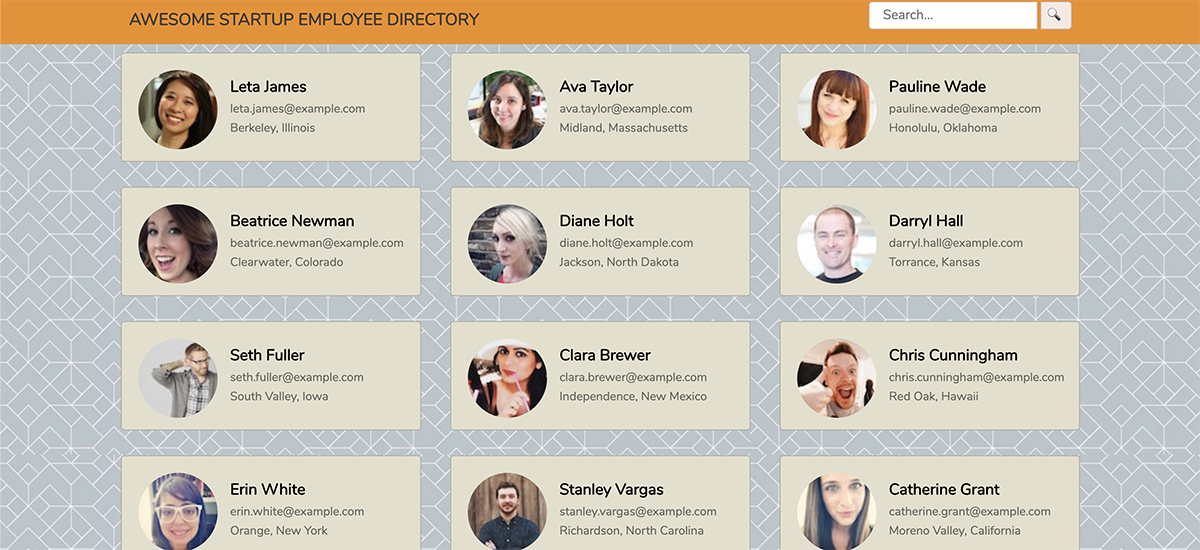 AWESOME STARTUP EMPLOYEE DIRECTORY
Search...
Leta James
leta.james@example.com
Berkeley, Illinois
Ava Taylor
ava.taylor@example.com
Midland, Massachusetts
Pauline Wade
pauline.wade@example.com
Honolulu, Oklahoma
Beatrice Newman
beatrice.newman@example.com
Clearwater, Colorado
Diane Holt
diane.holt@example.com
Jackson, North Dakota
Darryl Hall
darryl.hall@example.com
Torrance, Kansas
Seth Fuller
seth.fuller@example.com
South Valley, Iowa
Clara Brewer
clara.brewer@example.com
Independence, New Mexico
Chris Cunningham
chris.cunningham@example.com
Red Oak, Hawaii
Erin White
erin.white@example.com
Orange, New York
Stanley Vargas
stanley.vargas@example.com
Richardson, North Carolina
Catherine Grant
catherine.grant@example.com
Moreno Valley, California